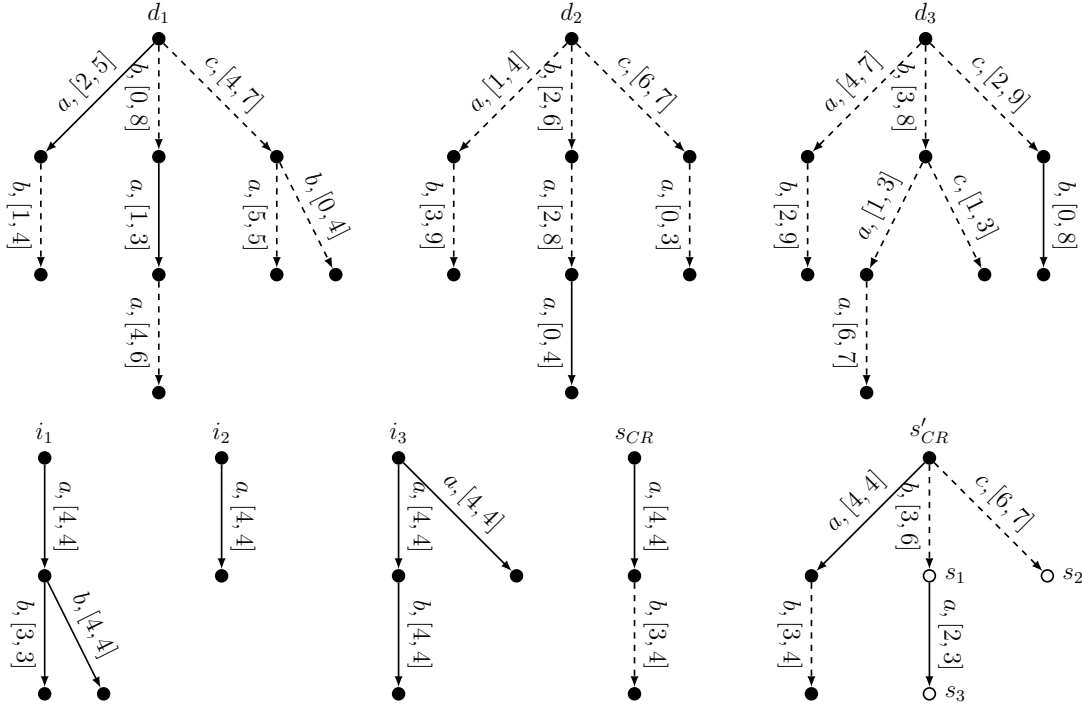 d₁ d₂ d₃
a, [2, 5]
b, [0, 8]
c, [4, 7]
a, [1, 4]
b, [2, 6]
c, [6, 7]
a, [4, 7]
b, [3, 8]
c, [2, 9]
b, [1, 4]
a, [1, 3]
a, [5, 5]
b, [0, 4]
b, [3, 9]
a, [2, 8]
a, [0, 3]
b, [2, 9]
a, [1, 3]
c, [1, 3]
b, [0, 8]
a, [4, 6]
a, [0, 4]
a, [6, 7]
i₁ i₂ i₃ s_{CR} s'_{CR}
a, [4, 4]
a, [4, 4]
a, [4, 4]
a, [4, 4]
a, [4, 4]
a, [4, 4]
b, [3, 6]
c, [6, 7]
s₁ s₂
b, [3, 3]
b, [4, 4]
b, [4, 4]
b, [3, 4]
b, [3, 4]
a, [2, 3]
s₃